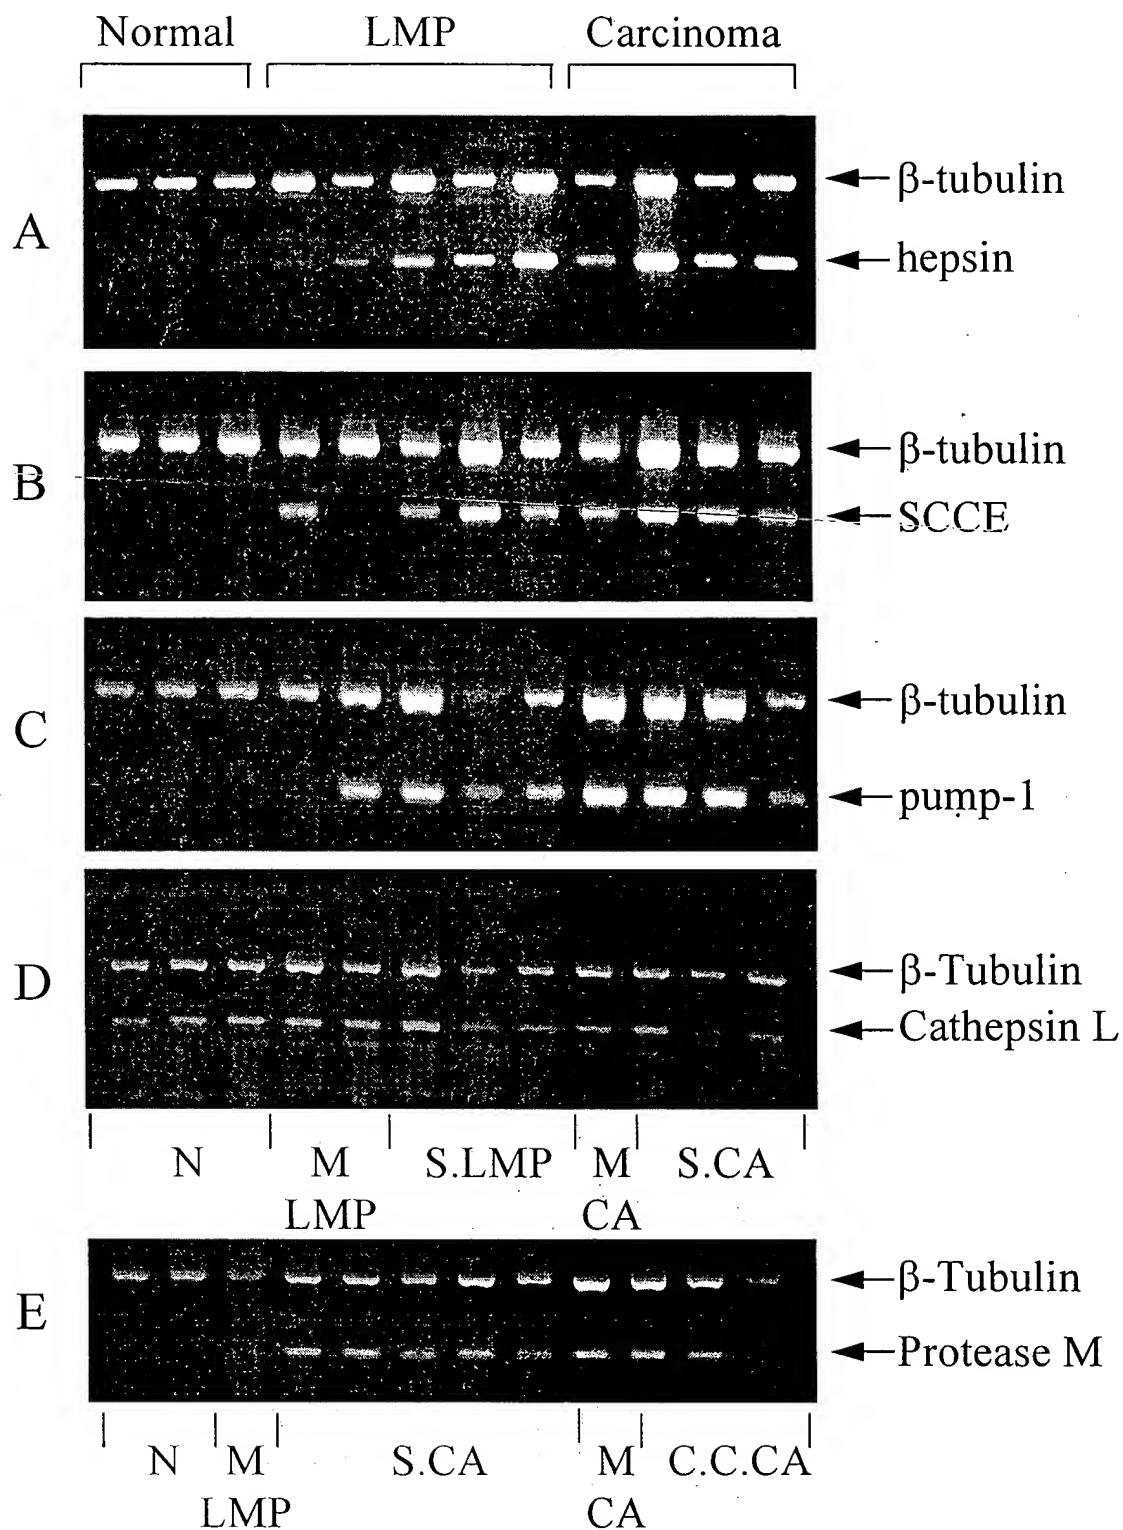 Normal LMP Carcinoma
A
β-tubulin
hepsin
B
β-tubulin
SCCE
C
β-tubulin
pump-1
D
β-Tubulin
Cathepsin L
N M S.LMP M S.CA
LMP CA
E
β-Tubulin
Protease M
N M S.CA M C.C.CA
LMP CA